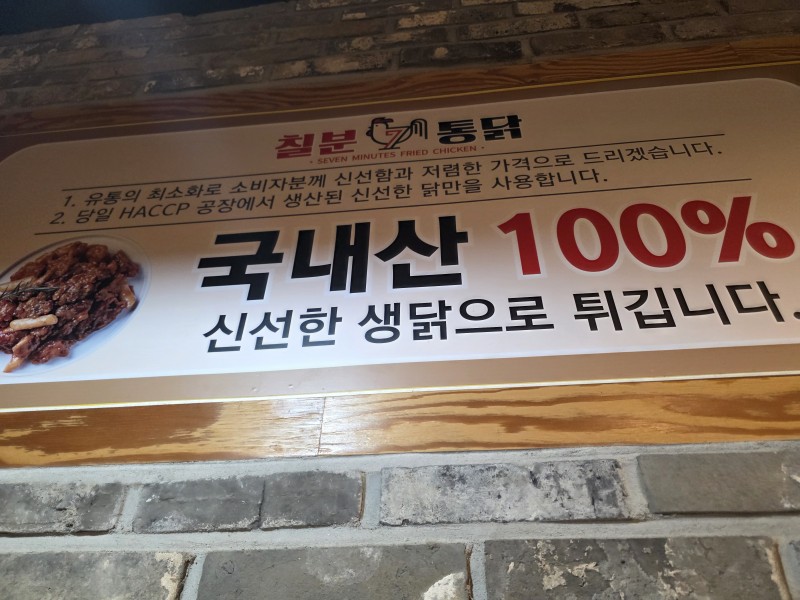 칠분 7 통닭
· SEVEN MINUTES FRIED CHICKEN ·
1. 유통의 최소화로 소비자분께 신선함과 저렴한 가격으로 드리겠습니다.
2. 당일 HACCP 공장에서 생산된 신선한 닭만을 사용합니다.
국내산 100%
신선한 생닭으로 튀깁니다.